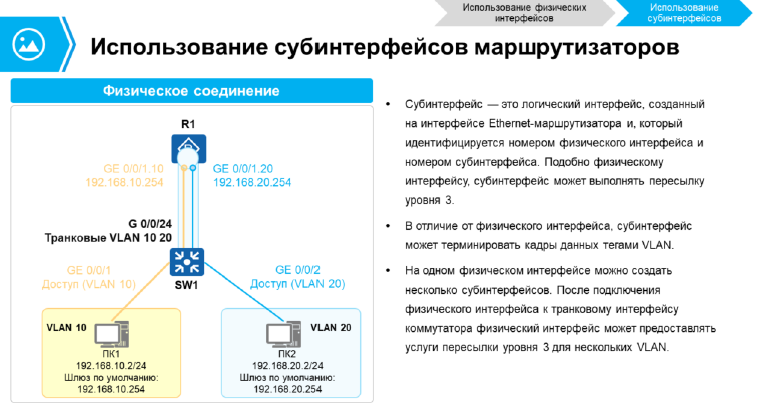 Использование физических
интерфейсов
Использование
субинтерфейсов
Использование субинтерфейсов маршрутизаторов
Физическое соединение
R1
GE 0/0/1.10
192.168.10.254
GE 0/0/1.20
192.168.20.254
G 0/0/24
Транковые VLAN 10 20
GE 0/0/1
Доступ (VLAN 10)
SW1
GE 0/0/2
Доступ (VLAN 20)
VLAN 10
ПК1
192.168.10.2/24
Шлюз по умолчанию:
192.168.10.254
VILAN 20
ПК2
192.168.20.2/24
Шлюз по умолчанию:
192.168.20.254
• Субинтерфейс — это логический интерфейс, созданный
на интерфейсе Ethernet-маршрутизатора и, который
идентифицируется номером физического интерфейса и
номером субинтерфейса. Подобно физическому
интерфейсу, субинтерфейс может выполнять пересылку
уровня 3.
• В отличие от физического интерфейса, субинтерфейс
может терминировать кадры данных тегами VLAN.
• На одном физическом интерфейсе можно создать
несколько субинтерфейсов. После подключения
физического интерфейса к транковому интерфейсу
коммутатора физический интерфейс может предоставлять
услуги пересылки уровня 3 для нескольких VLAN.